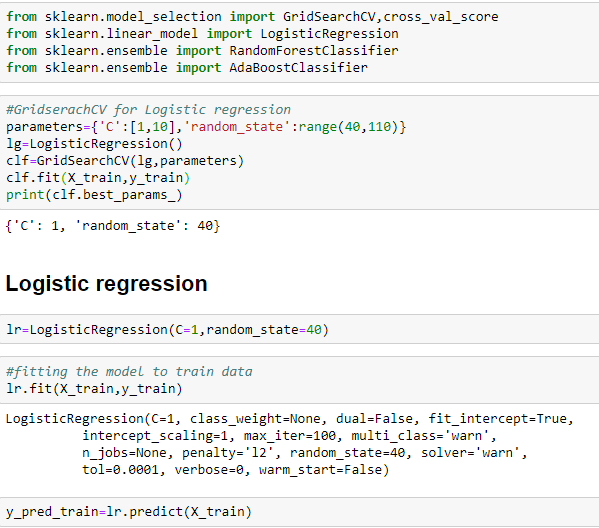 from sklearn.model_selection import GridSearchCV,cross_val_score
from sklearn.linear_model import LogisticRegression
from sklearn.ensemble import RandomForestClassifier
from sklearn.ensemble import AdaBoostClassifier
#GridserachCV for Logistic regression
parameters={'C':[1,10],'random_state':range(40,110)}
lg=LogisticRegression()
clf=GridSearchCV(lg,parameters)
clf.fit(X_train,y_train)
print(clf.best_params_)
{'C': 1, 'random_state': 40}
Logistic regression
lr=LogisticRegression(C=1,random_state=40)
#fitting the model to train data
lr.fit(X_train,y_train)
LogisticRegression(C=1, class_weight=None, dual=False, fit_intercept=True,
intercept_scaling=1, max_iter=100, multi_class='warn',
n_jobs=None, penalty='l2', random_state=40, solver='warn',
tol=0.0001, verbose=0, warm_start=False)
y_pred_train=lr.predict(X_train)